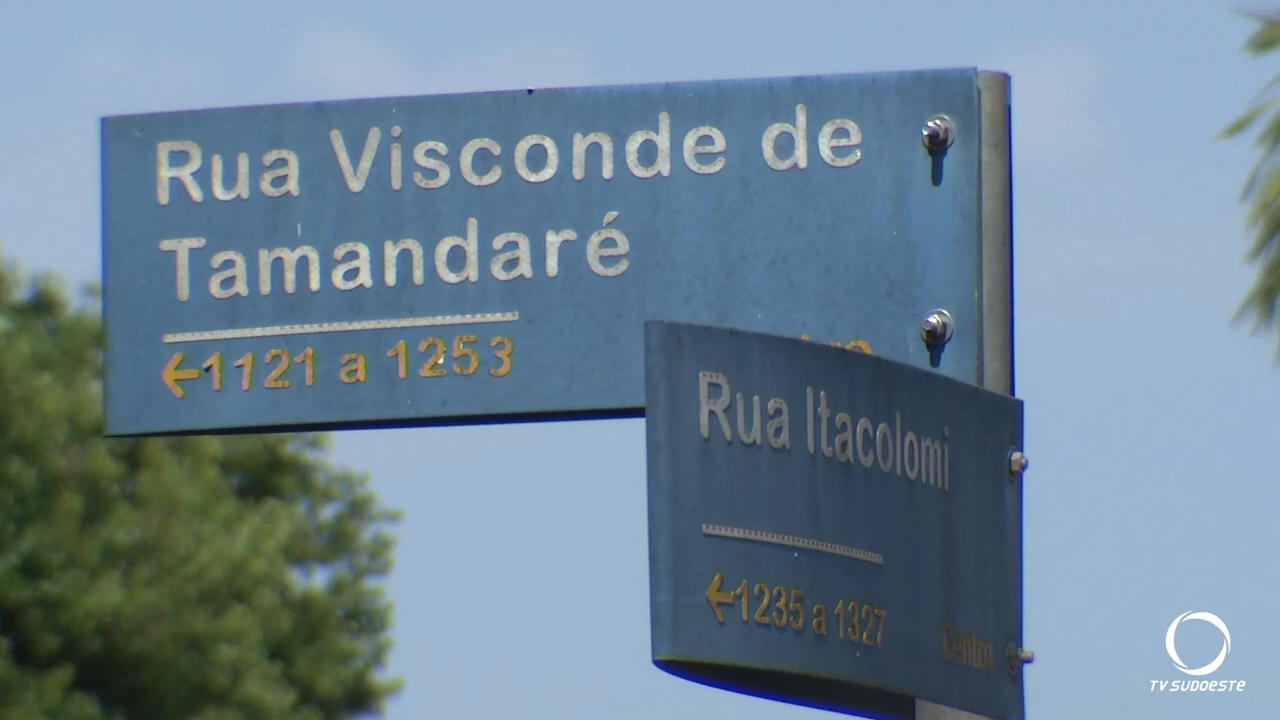 Rua Visconde de
Tamandaré
←1121 a 1253
Rua Itacolomi
←1235 a 1327
Centro
TV SUDOESTE